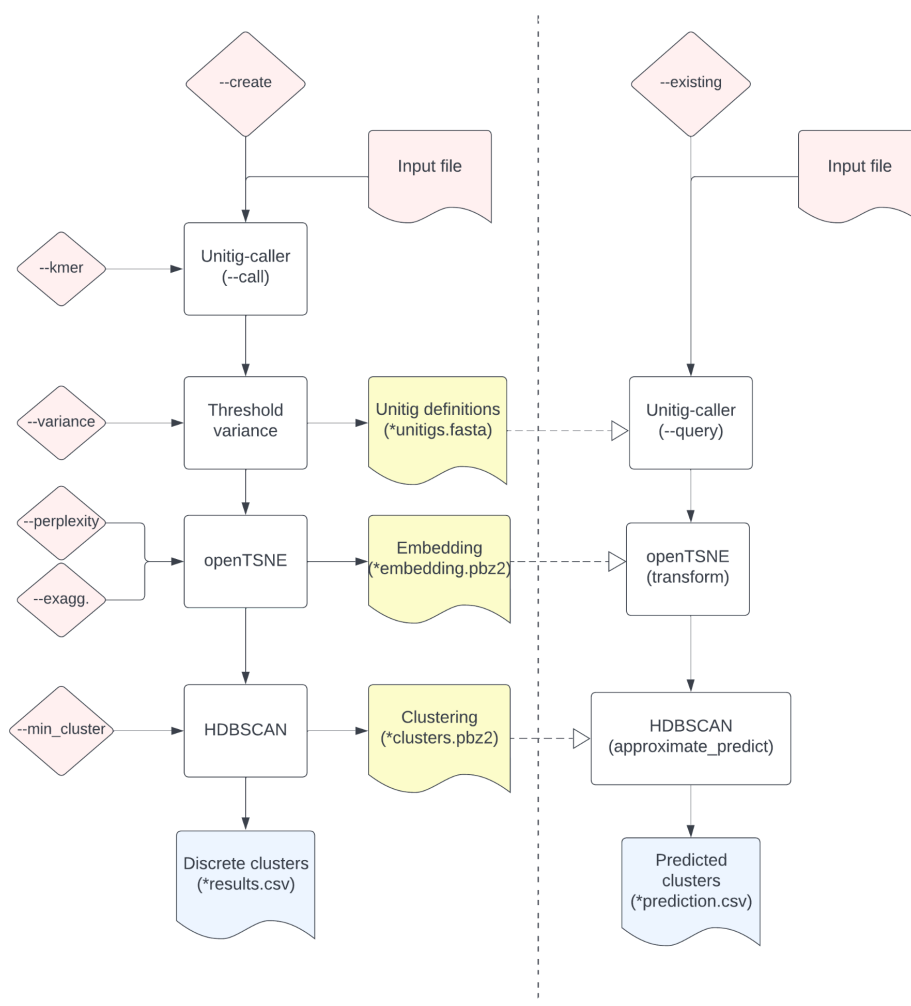 --create
--existing
Input file
Input file
Unitig-caller
(--call)
--kmer
Threshold
variance
--variance
Unitig definitions
(*unitigs.fasta)
Unitig-caller
(--query)
--perplexity
--exagg.
openTSNE
Embedding
(*embedding.pbz2)
openTSNE
(transform)
--min_cluster
HDBSCAN
Clustering
(*clusters.pbz2)
HDBSCAN
(approximate_predict)
Discrete clusters
(*results.csv)
Predicted
clusters
(*prediction.csv)